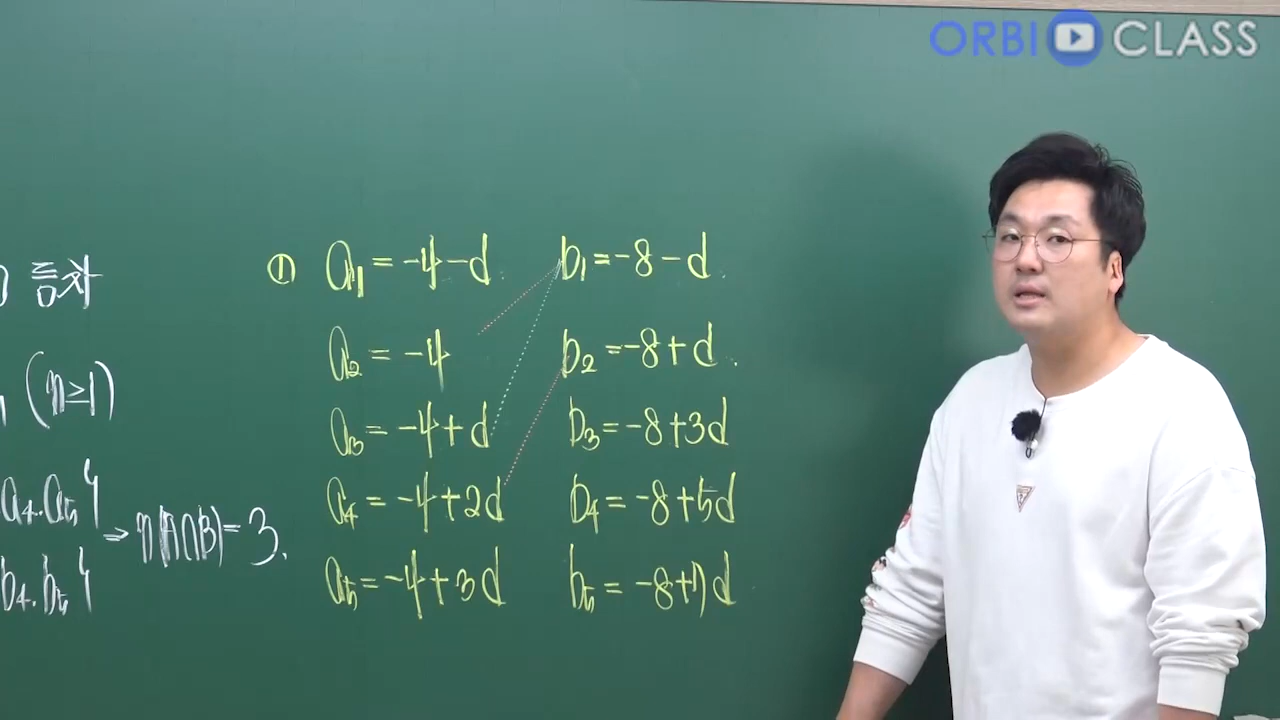 ORBI CLASS
등차
(n≥1)
a₄.a₅}
b₄.b₅}
⇒ n(A∩B)=3.
① a₁=-4-d b₁=-8-d
a₂=-4 b₂=-8+d
a₃=-4+d b₃=-8+3d
a₄=-4+2d b₄=-8+5d
a₅=-4+3d b₅=-8+7d